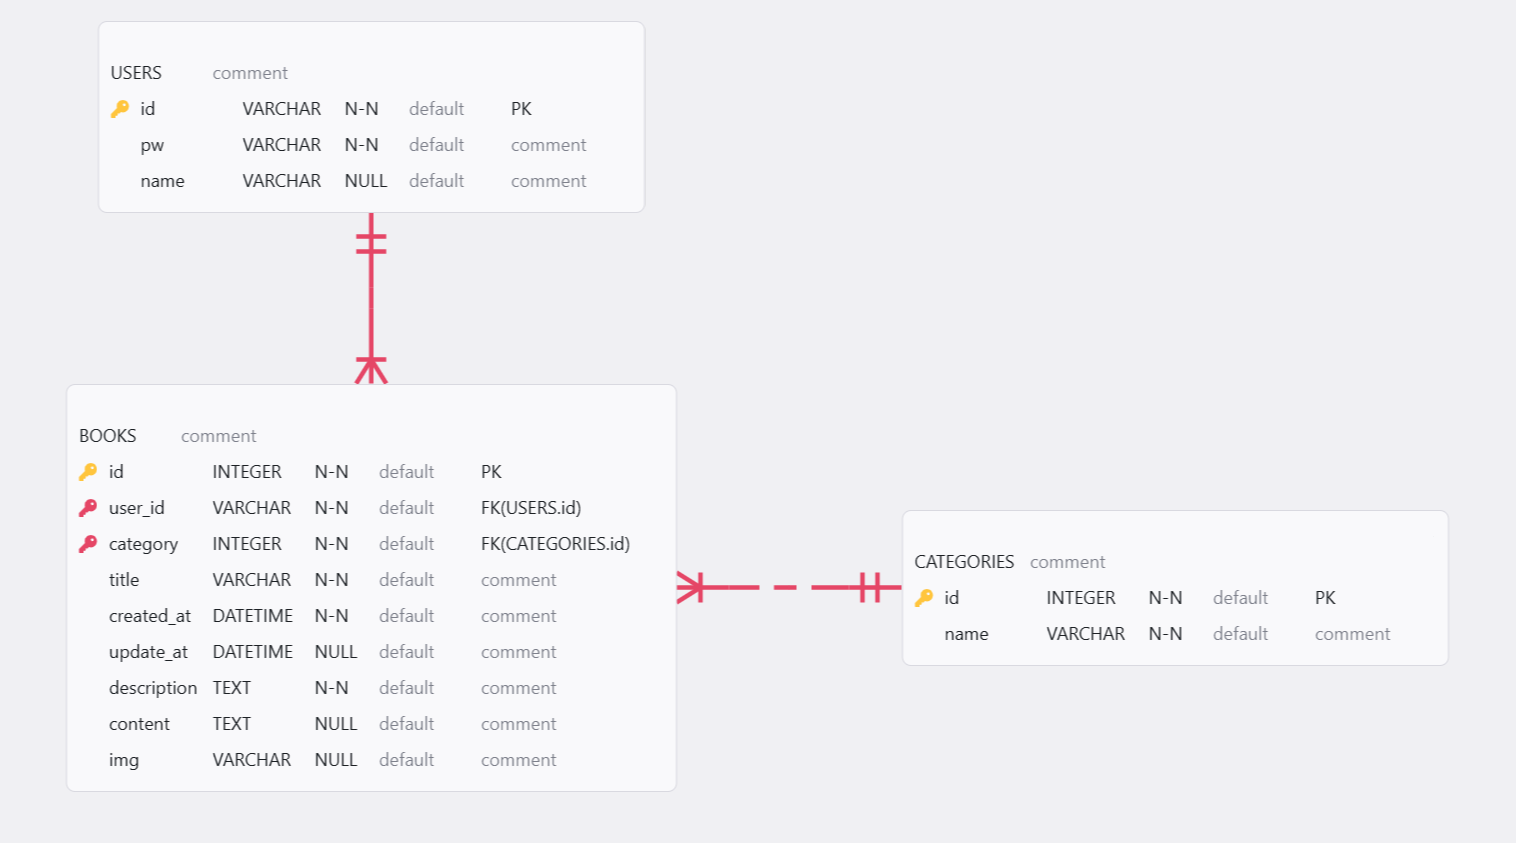 USERS comment
id VARCHAR N-N default PK
pw VARCHAR N-N default comment
name VARCHAR NULL default comment
BOOKS comment
id INTEGER N-N default PK
user_id VARCHAR N-N default FK(USERS.id)
category INTEGER N-N default FK(CATEGORIES.id)
title VARCHAR N-N default comment
created_at DATETIME N-N default comment
update_at DATETIME NULL default comment
description TEXT N-N default comment
content TEXT NULL default comment
img VARCHAR NULL default comment
CATEGORIES comment
id INTEGER N-N default PK
name VARCHAR N-N default comment